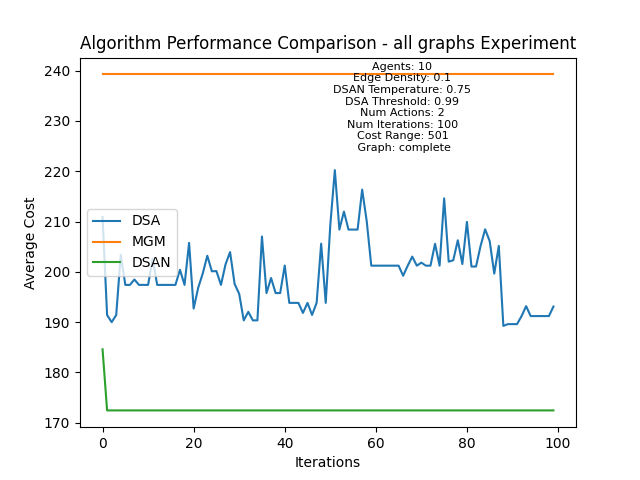 Algorithm Performance Comparison - all graphs Experiment
Agents: 10
Edge Density: 0.1
DSAN Temperature: 0.75
DSA Threshold: 0.99
Num Actions: 2
Num Iterations: 100
Cost Range: 501
Graph: complete
DSA
MGM
DSAN
Average Cost
240
230
220
210
200
190
180
170
0
20
40
60
80
100
Iterations